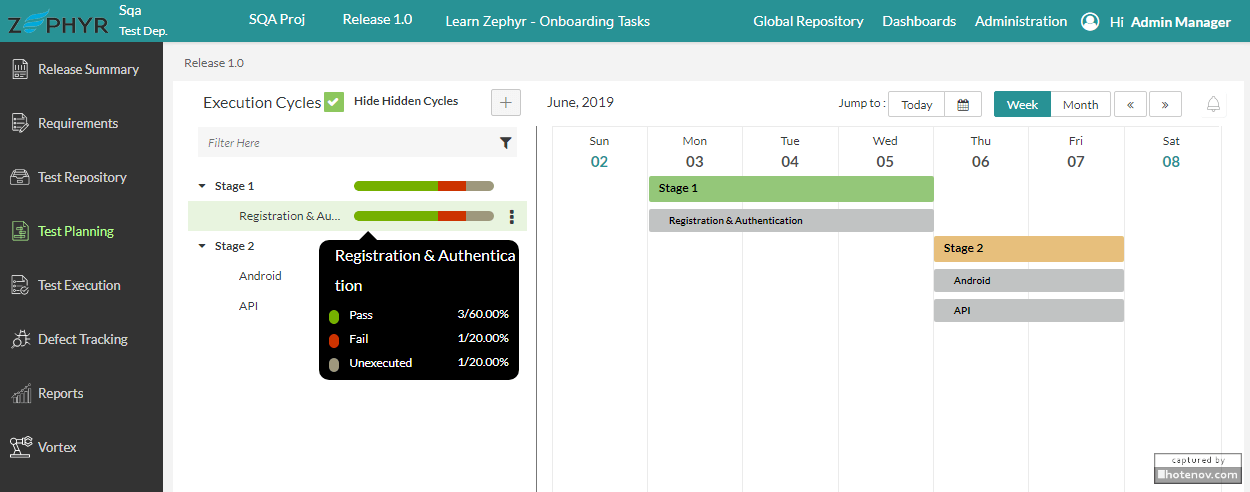 ZEPHYR
Sqa
Test Dep.
SQA Proj
Release 1.0
Learn Zephyr - Onboarding Tasks
Global Repository
Dashboards
Administration
Hi Admin Manager
Release Summary
Requirements
Test Repository
Test Planning
Test Execution
Defect Tracking
Reports
Vortex
Release 1.0
Execution Cycles
Hide Hidden Cycles
+
Filter Here
Stage 1
Registration & Au...
Stage 2
Android
API
Registration & Authentica
tion
Pass 3/60.00%
Fail 1/20.00%
Unexecuted 1/20.00%
June, 2019
Jump to :
Today
Week
Month
«
»
Sun Mon Tue Wed Thu Fri Sat
02 03 04 05 06 07 08
Stage 1
Registration & Authentication
Stage 2
Android
API
captured by
hotenov.com